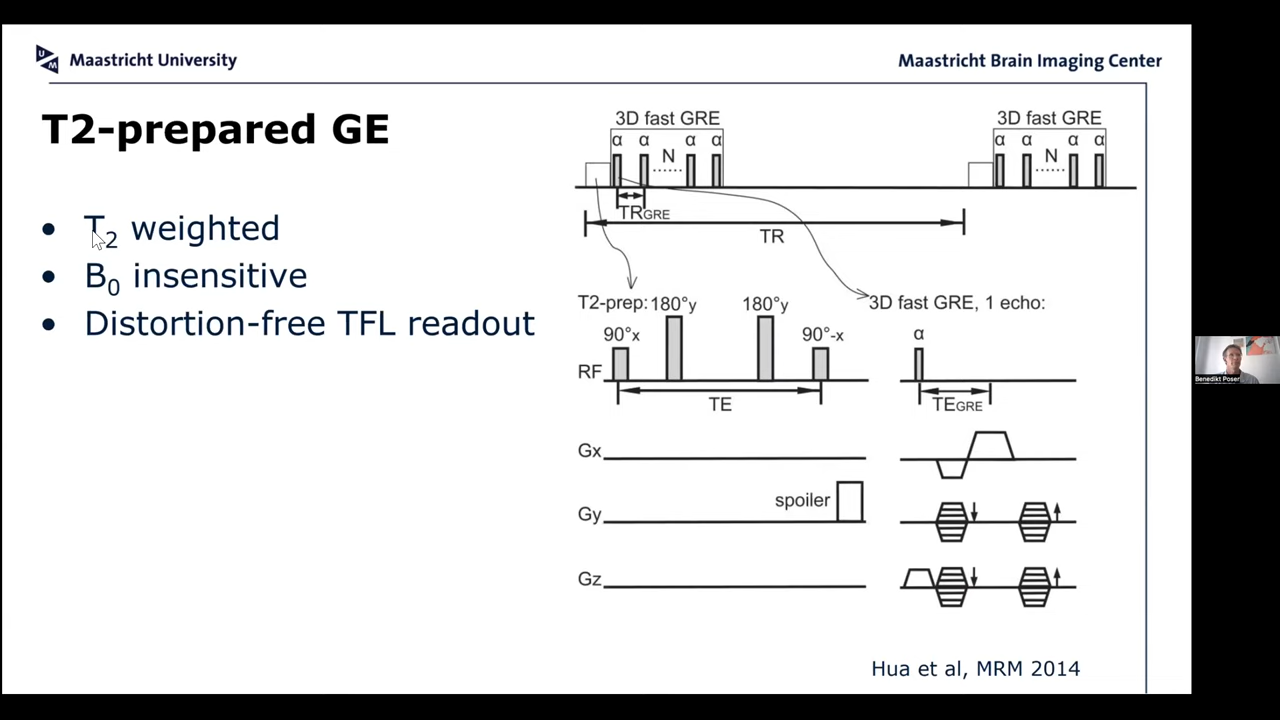 Maastricht University
Maastricht Brain Imaging Center
T2-prepared GE
• T2 weighted
• B0 insensitive
• Distortion-free TFL readout
3D fast GRE
3D fast GRE
α α N α α
α α N α α
TRGRE
TR
T2-prep:
180°y
180°y
3D fast GRE, 1 echo:
90°x
90°-x
α
RF
TE
TEGRE
Gx
spoiler
Gy
Gz
Hua et al, MRM 2014
Benedikt Poser